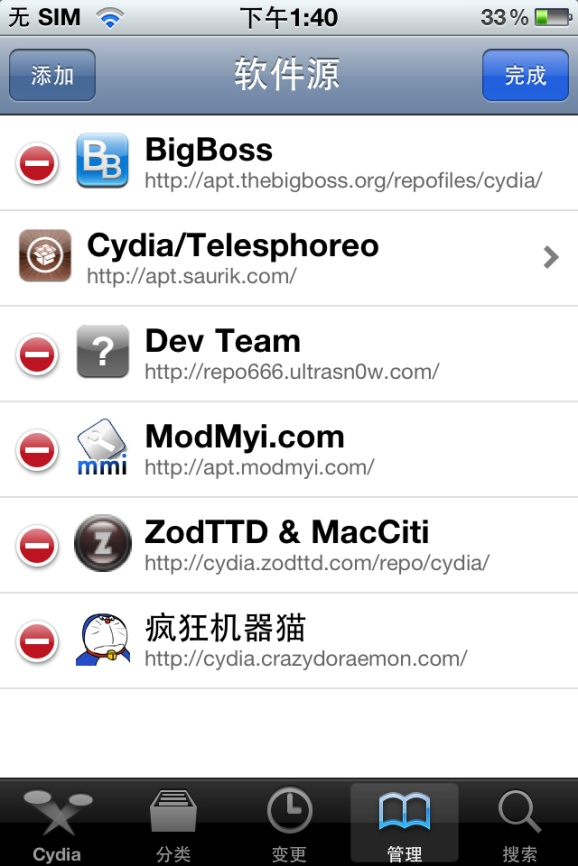 无 SIM 下午1:40 33%
添加 软件源 完成
BigBoss
http://apt.thebigboss.org/repofiles/cydia/
Cydia/Telesphoreo
http://apt.saurik.com/
?
Dev Team
http://repo666.ultrasn0w.com/
ModMyi.com
mmi
http://apt.modmyi.com/
Z
ZodTTD & MacCiti
http://cydia.zodttd.com/repo/cydia/
疯狂机器猫
http://cydia.crazydoraemon.com/
Cydia 分类 变更 管理 搜索